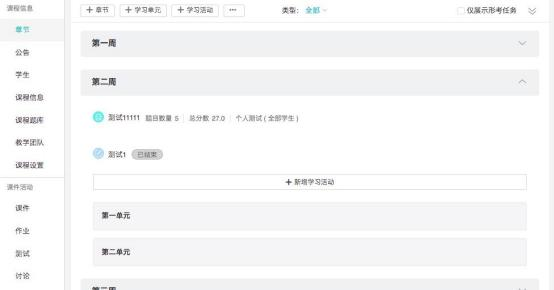 课程信息
章节
公告
学生
课程信息
课程题库
教学团队
课程设置
课件活动
课件
作业
测试
讨论
+ 章节 + 学习单元 + 学习活动 ··· 类型: 全部 仅展示形考任务
第一周
第二周
测试11111 题目数量 5 总分数 27.0 个人测试 ( 全部学生 )
测试1 已结束
+ 新增学习活动
第一单元
第二单元